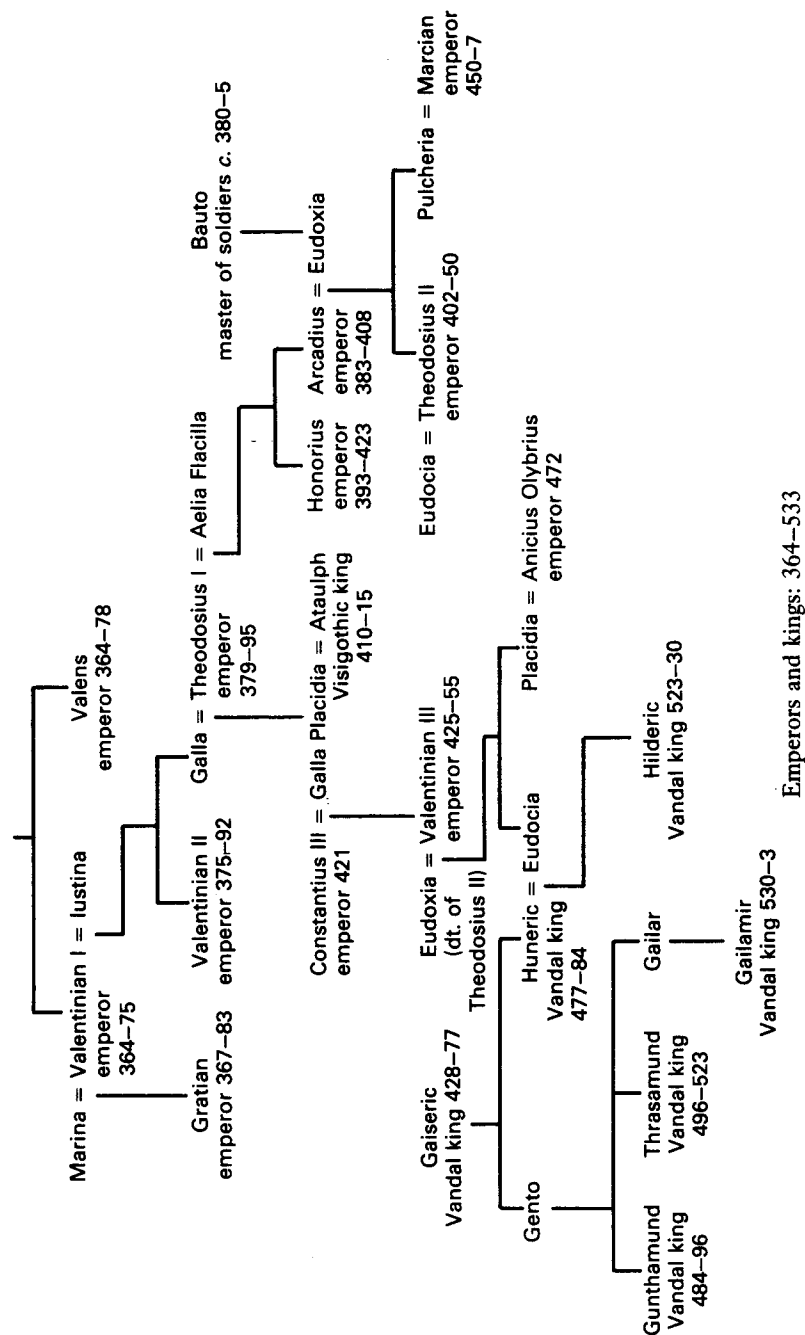 Marina = Valentinian I = Iustina
emperor
364–75
Valens
emperor 364–78
Gratian
emperor 367–83
Valentinian II
emperor 375–92
Galla = Theodosius I = Aelia Flacilla
emperor
379–95
Bauto
master of soldiers c. 380–5
Constantius III = Galla Placidia = Ataulph
emperor 421
Visigothic king
410–15
Honorius
emperor
393–423
Arcadius = Eudoxia
emperor
383–408
Eudoxia = Valentinian III
(dt. of
Theodosius II)
emperor 425–55
Eudocia = Theodosius II
emperor 402–50
Pulcheria = Marcian
emperor
450–7
Gaiseric
Vandal king 428–77
Gento
Huneric = Eudocia
Vandal king
477–84
Placidia = Anicius Olybrius
emperor 472
Gunthamund
Vandal king
484–96
Thrasamund
Vandal king
496–523
Gailar
Hilderic
Vandal king 523–30
Gailamir
Vandal king 530–3
Emperors and kings: 364–533